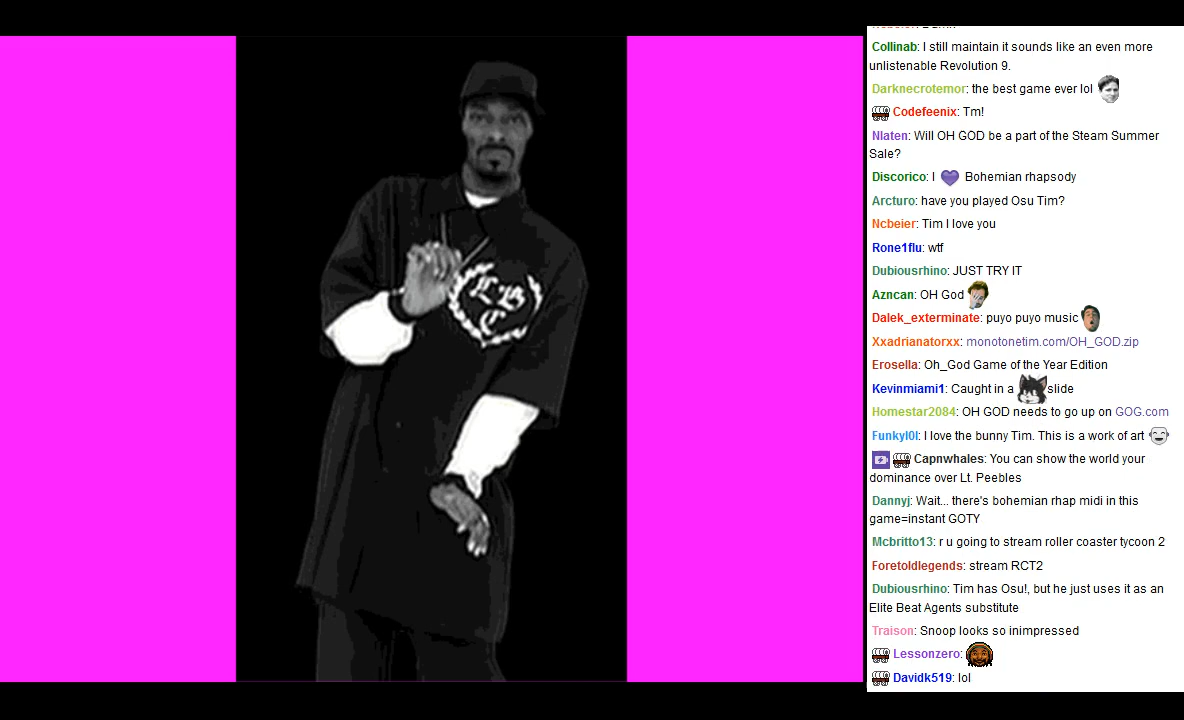 Collinab: I still maintain it sounds like an even more
unlistenable Revolution 9.
Darknecrotemor: the best game ever lol
Codefeenix: Tm!
Nlaten: Will OH GOD be a part of the Steam Summer
Sale?
Discorico: I Bohemian rhapsody
Arcturo: have you played Osu Tim?
Ncbeier: Tim I love you
Rone1flu: wtf
Dubiousrhino: JUST TRY IT
Azncan: OH God
Dalek_exterminate: puyo puyo music
Xxadrianatorxx: monotonetim.com/OH_GOD.zip
Erosella: Oh_God Game of the Year Edition
Kevinmiami1: Caught in a slide
Homestar2084: OH GOD needs to go up on GOG.com
Funkyl0l: I love the bunny Tim. This is a work of art
Capnwhales: You can show the world your
dominance over Lt. Peebles
Dannyj: Wait... there's bohemian rhap midi in this
game=instant GOTY
Mcbritto13: r u going to stream roller coaster tycoon 2
Foretoldlegends: stream RCT2
Dubiousrhino: Tim has Osu!, but he just uses it as an
Elite Beat Agents substitute
Traison: Snoop looks so inimpressed
Lessonzero:
Davidk519: lol
LBC